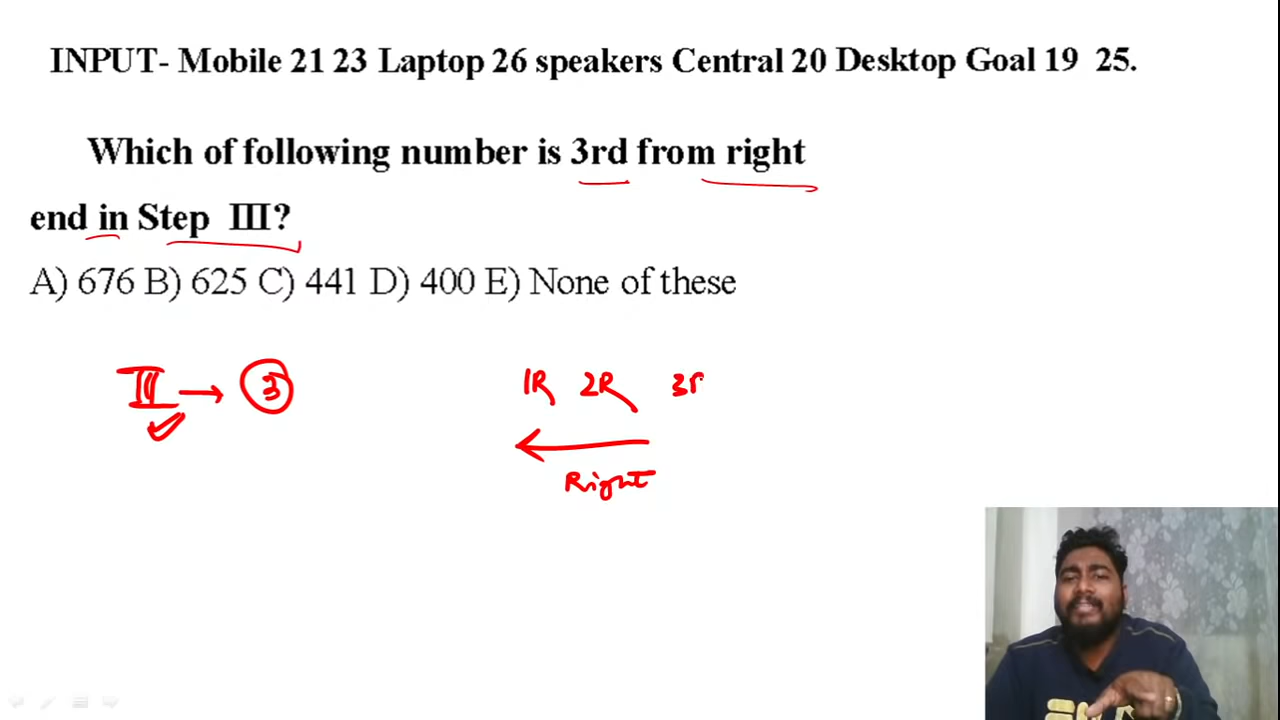 INPUT- Mobile 21 23 Laptop 26 speakers Central 20 Desktop Goal 19 25.
Which of following number is 3rd from right
end in Step III?
A) 676 B) 625 C) 441 D) 400 E) None of these
III → 3 1R 2R 3r
Right